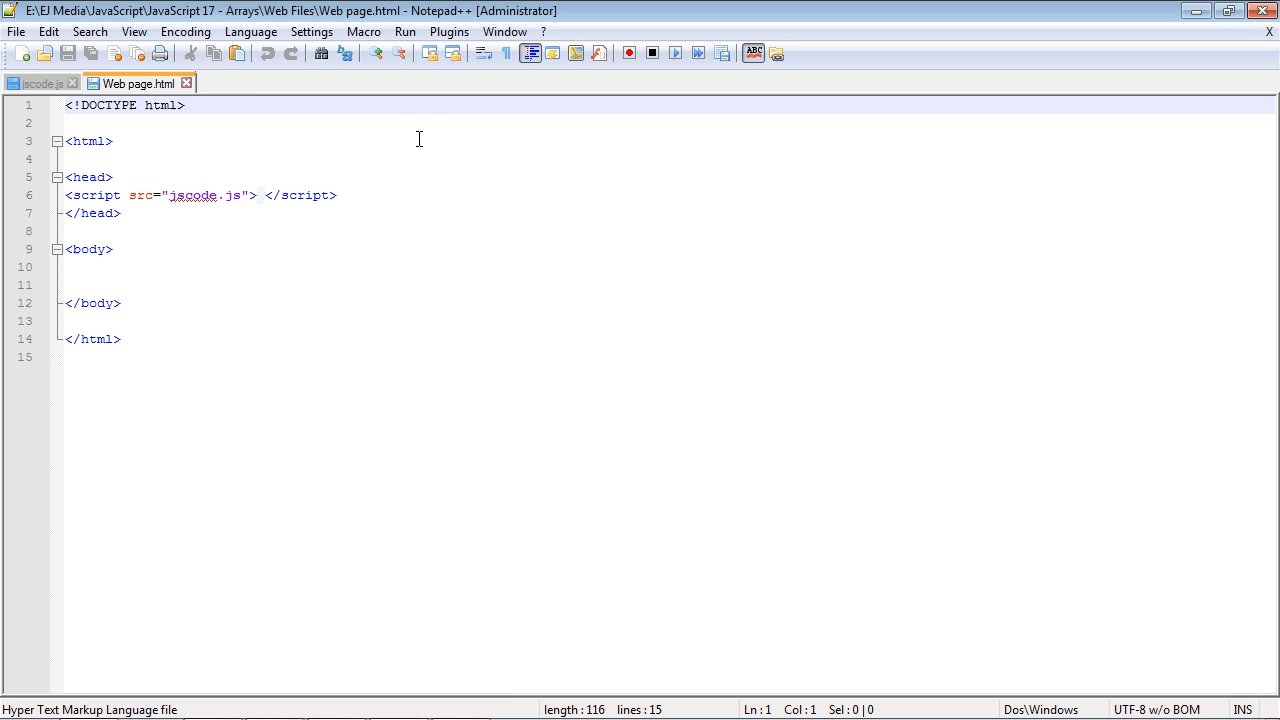 E:\EJ Media\JavaScript\JavaScript 17 - Arrays\Web Files\Web page.html - Notepad++ [Administrator]
File Edit Search View Encoding Language Settings Macro Run Plugins Window ? X
ABC
jscode.js Web page.html
1 <!DOCTYPE html>
2
3 <html>
4
5 <head>
6 <script src="jscode.js"> </script>
7 </head>
8
9 <body>
10
11
12 </body>
13
14 </html>
15
Hyper Text Markup Language file length : 116 lines : 15 Ln : 1 Col : 1 Sel : 0 | 0 Dos\Windows UTF-8 w/o BOM INS